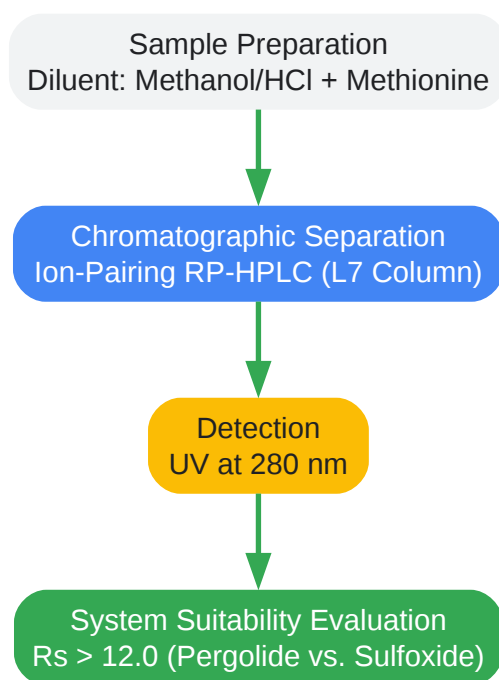 Sample Preparation
Diluent: Methanol/HCl + Methionine
Chromatographic Separation
Ion-Pairing RP-HPLC (L7 Column)
Detection
UV at 280 nm
System Suitability Evaluation
Rs > 12.0 (Pergolide vs. Sulfoxide)